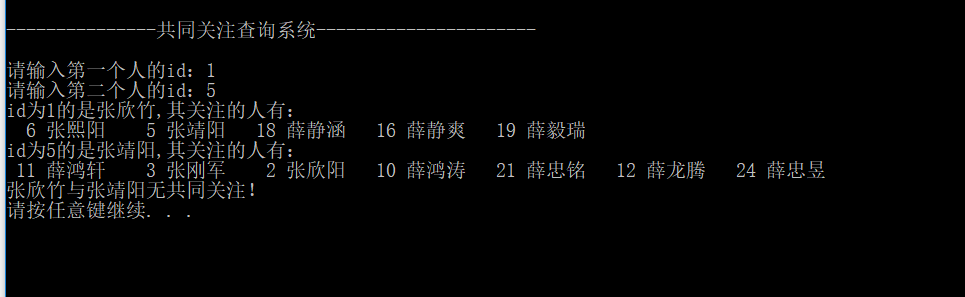 ---------------共同关注查询系统----------------------
请输入第一个人的id：1
请输入第二个人的id：5
id为1的是张欣竹,其关注的人有：
6 张熙阳 5 张靖阳 18 薛静涵 16 薛静爽 19 薛毅瑞
id为5的是张靖阳,其关注的人有：
11 薛鸿轩 3 张刚军 2 张欣阳 10 薛鸿涛 21 薛忠铭 12 薛龙腾 24 薛忠昱
张欣竹与张靖阳无共同关注！
请按任意键继续. . .